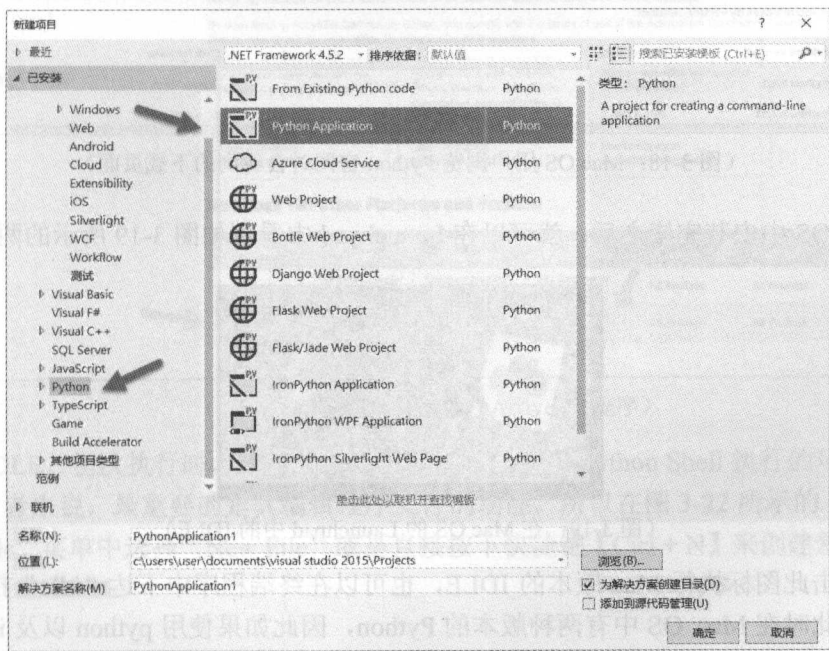 新建项目 ? ×
最近
.NET Framework 4.5.2 排序依据: 默认值 搜索已安装模板 (Ctrl+E)
已安装
Windows
Web
Android
Cloud
Extensibility
iOS
Silverlight
WCF
Workflow
测试
Visual Basic
Visual F#
Visual C++
SQL Server
JavaScript
Python
TypeScript
Game
Build Accelerator
其他项目类型
范例
联机
From Existing Python code Python
Python Application Python
Azure Cloud Service Python
Web Project Python
Bottle Web Project Python
Django Web Project Python
Flask Web Project Python
Flask/Jade Web Project Python
IronPython Application Python
IronPython WPF Application Python
IronPython Silverlight Web Page Python
单击此处以联机并查找模板
类型: Python
A project for creating a command-line
application
名称(N): PythonApplication1
位置(L): c:\users\user\documents\visual studio 2015\Projects 浏览(B)...
解决方案名称(M) PythonApplication1
为解决方案创建目录(D)
添加到源代码管理(U)
确定 取消